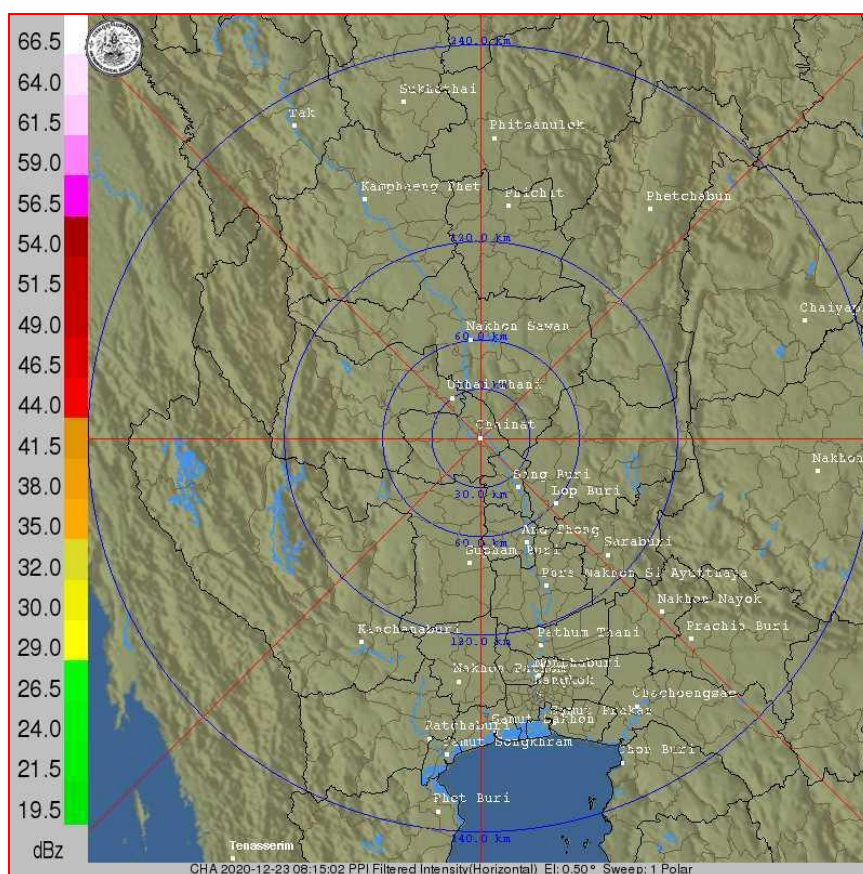 66.5
64.0
61.5
59.0
56.5
54.0
51.5
49.0
46.5
44.0
41.5
38.0
35.0
32.0
30.0
29.0
26.5
24.0
21.5
19.5
dBz
240.0 km
Sukhothai
Tak
Phitsanulok
Kamphaeng Phet
Phichit
Phetchabun
120.0 km
Chaiyap
Nakhon Sawan
60.0 km
Uthai Thani
Chainat
Nakhon
Sing Buri
30.0 km
Lop Buri
Ang Thong
60.0 km
Suphan Buri
Saraburi
Pora Nakhon Si Ayutthaya
Nakhon Nayok
Kanchanaburi
120.0 km
Prachin Buri
Pathum Thani
Nakhon Pathom
Nonthaburi
Bangkok
Chachoengsao
Samut Prakan
Samut Sakhon
Ratchaburi
Samut Songkhram
Chon Buri
Phet Buri
240.0 km
Tenasserim
CHA 2020-12-23 08:15:02 PPI Filtered Intensity(Horizontal) El: 0.50° Sweep: 1 Polar